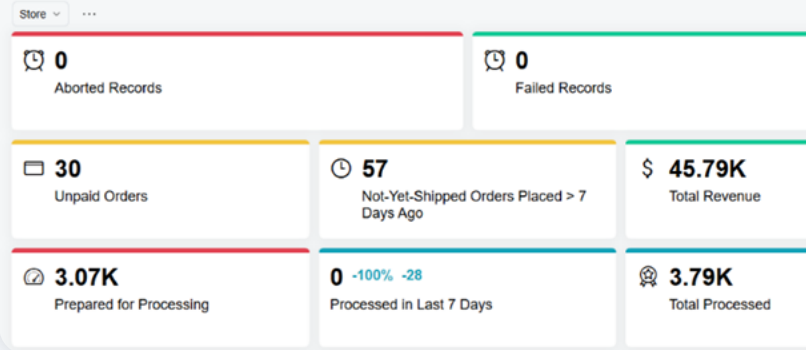 Store
0
Aborted Records
0
Failed Records
30
Unpaid Orders
57
Not-Yet-Shipped Orders Placed > 7
Days Ago
$ 45.79K
Total Revenue
3.07K
Prepared for Processing
0 -100% -28
Processed in Last 7 Days
3.79K
Total Processed